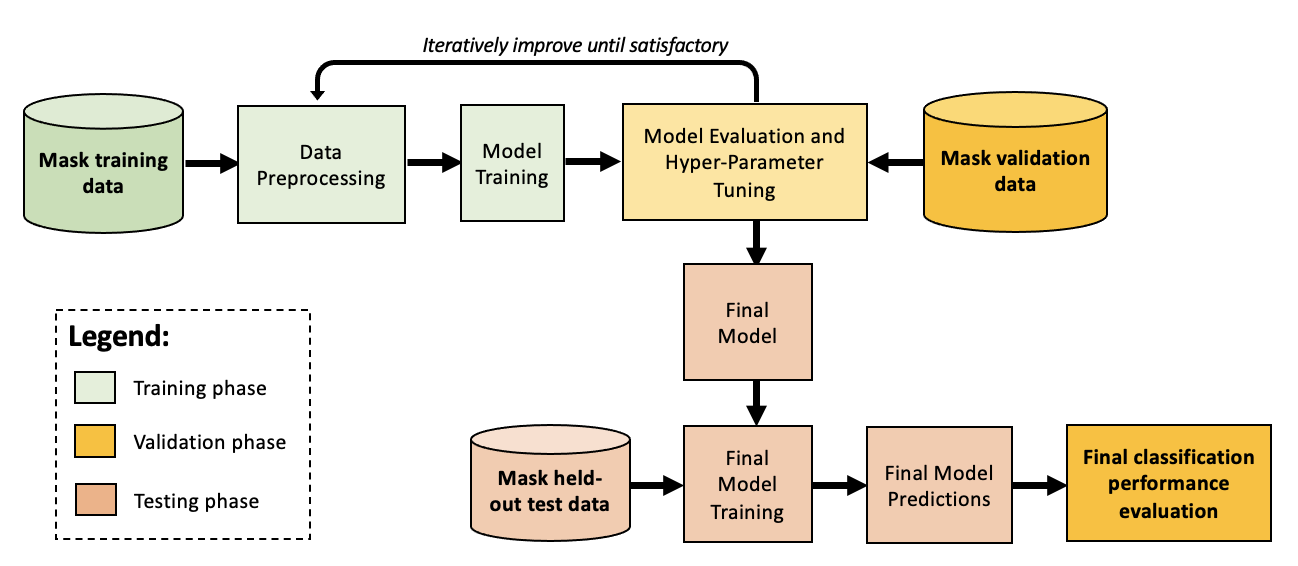 Iteratively improve until satisfactory
Mask training
data
Data
Preprocessing
Model
Training
Model Evaluation and
Hyper-Parameter
Tuning
Mask validation
data
Final
Model
Legend:
Training phase
Validation phase
Testing phase
Mask held-
out test data
Final
Model
Training
Final Model
Predictions
Final classification
performance
evaluation